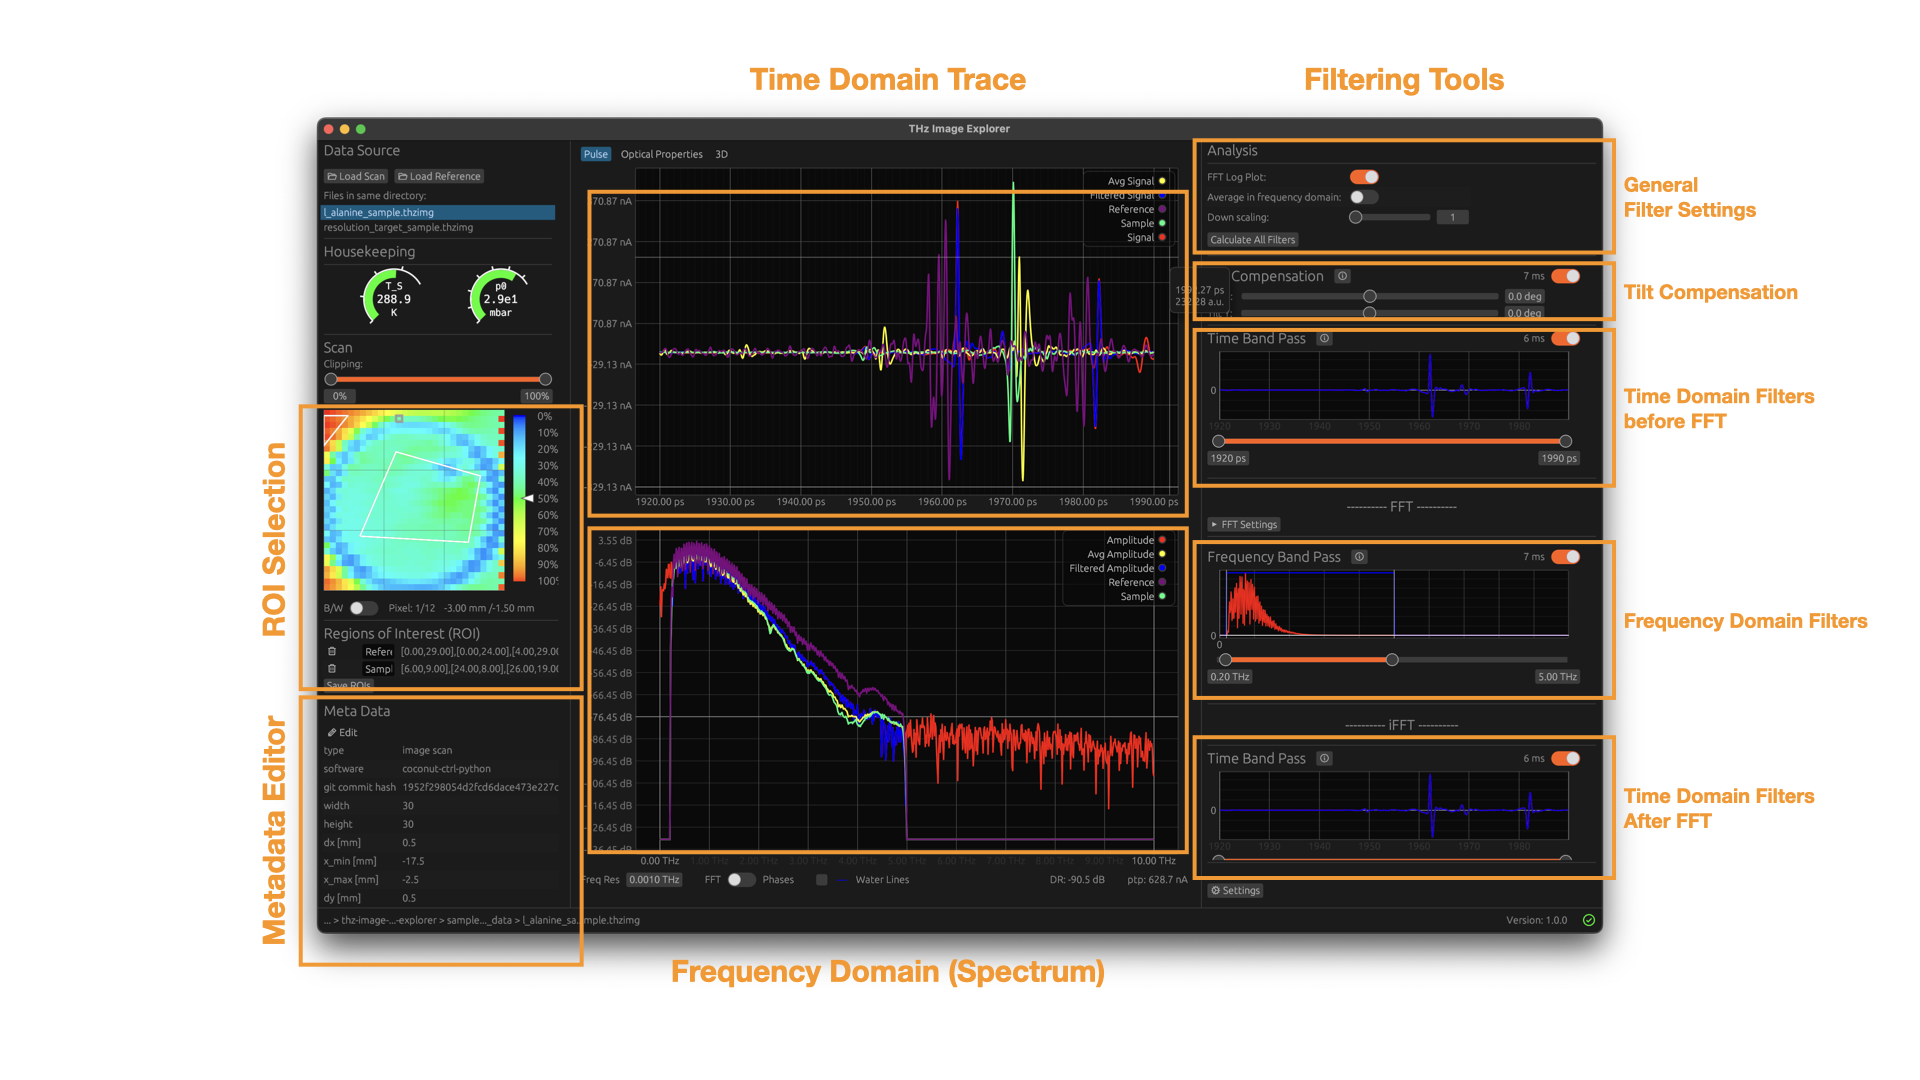 Time Domain Trace
Filtering Tools
THz Image Explorer
Data Source
Load Scan
Load Reference
Files in same directory:
l_alanine_sample.thzimg
resolution_target_sample.thzimg
Housekeeping
T_S
288.9
K
p0
2.9e1
mbar
Scan
Clipping:
0%
100%
ROI Selection
0%
10%
20%
30%
40%
50%
60%
70%
80%
90%
100%
B/W
Pixel: 1/12
-3.00 mm /-1.50 mm
Regions of Interest (ROI)
Refere
[0.00,29.00],[0.00,24.00],[4.00,29.00
Sampl
[6.00,9.00],[24.00,8.00],[26.00,19.00
Save ROIs
Metadata Editor
Meta Data
Edit
type image scan
software coconut-ctrl-python
git commit hash 1952f298054d2fcd6dace473e227c
width 30
height 30
dx [mm] 0.5
x_min [mm] -17.5
x_max [mm] -2.5
dy [mm] 0.5
... > thz-image-...-explorer > sample..._data > l_alanine_sa...mple.thzimg
Pulse
Optical Properties
3D
Avg Signal
Filtered Signal
Reference
Sample
Signal
70.87 nA
70.87 nA
70.87 nA
70.87 nA
29.13 nA
29.13 nA
29.13 nA
29.13 nA
1920.00 ps
1930.00 ps
1940.00 ps
1950.00 ps
1960.00 ps
1970.00 ps
1980.00 ps
1990.00 ps
3.55 dB
-6.45 dB
-16.45 dB
-26.45 dB
-36.45 dB
-46.45 dB
-56.45 dB
-66.45 dB
-76.45 dB
-86.45 dB
-96.45 dB
06.45 dB
16.45 dB
26.45 dB
36.45 dB
Amplitude
Avg Amplitude
Filtered Amplitude
Reference
Sample
0.00 THz
1.00 THz
2.00 THz
3.00 THz
4.00 THz
5.00 THz
6.00 THz
7.00 THz
8.00 THz
9.00 THz
10.00 THz
Freq Res
0.0010 THz
FFT
Phases
Water Lines
DR: -90.5 dB
ptp: 628.7 nA
Frequency Domain (Spectrum)
Analysis
FFT Log Plot:
Average in frequency domain:
Down scaling:
1
Calculate All Filters
General
Filter Settings
Compensation
7 ms
0.0 deg
0.0 deg
Tilt Compensation
Time Band Pass
6 ms
0
1920
1930
1940
1950
1960
1970
1980
1920 ps
1990 ps
Time Domain Filters
before FFT
---------- FFT ----------
FFT Settings
Frequency Band Pass
7 ms
0
0
0.20 THz
5.00 THz
Frequency Domain Filters
---------- iFFT ----------
Time Band Pass
6 ms
0
1920
1930
1940
1950
1960
1970
1980
Time Domain Filters
After FFT
Settings
Version: 1.0.0